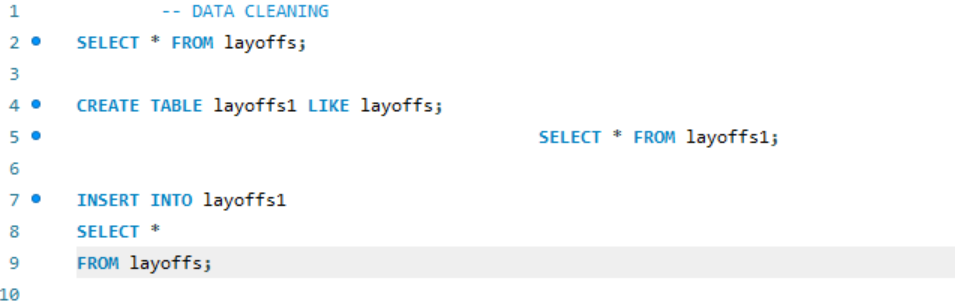 1 -- DATA CLEANING
2 SELECT * FROM layoffs;
3
4 CREATE TABLE layoffs1 LIKE layoffs;
5 SELECT * FROM layoffs1;
6
7 INSERT INTO layoffs1
8 SELECT *
9 FROM layoffs;
10